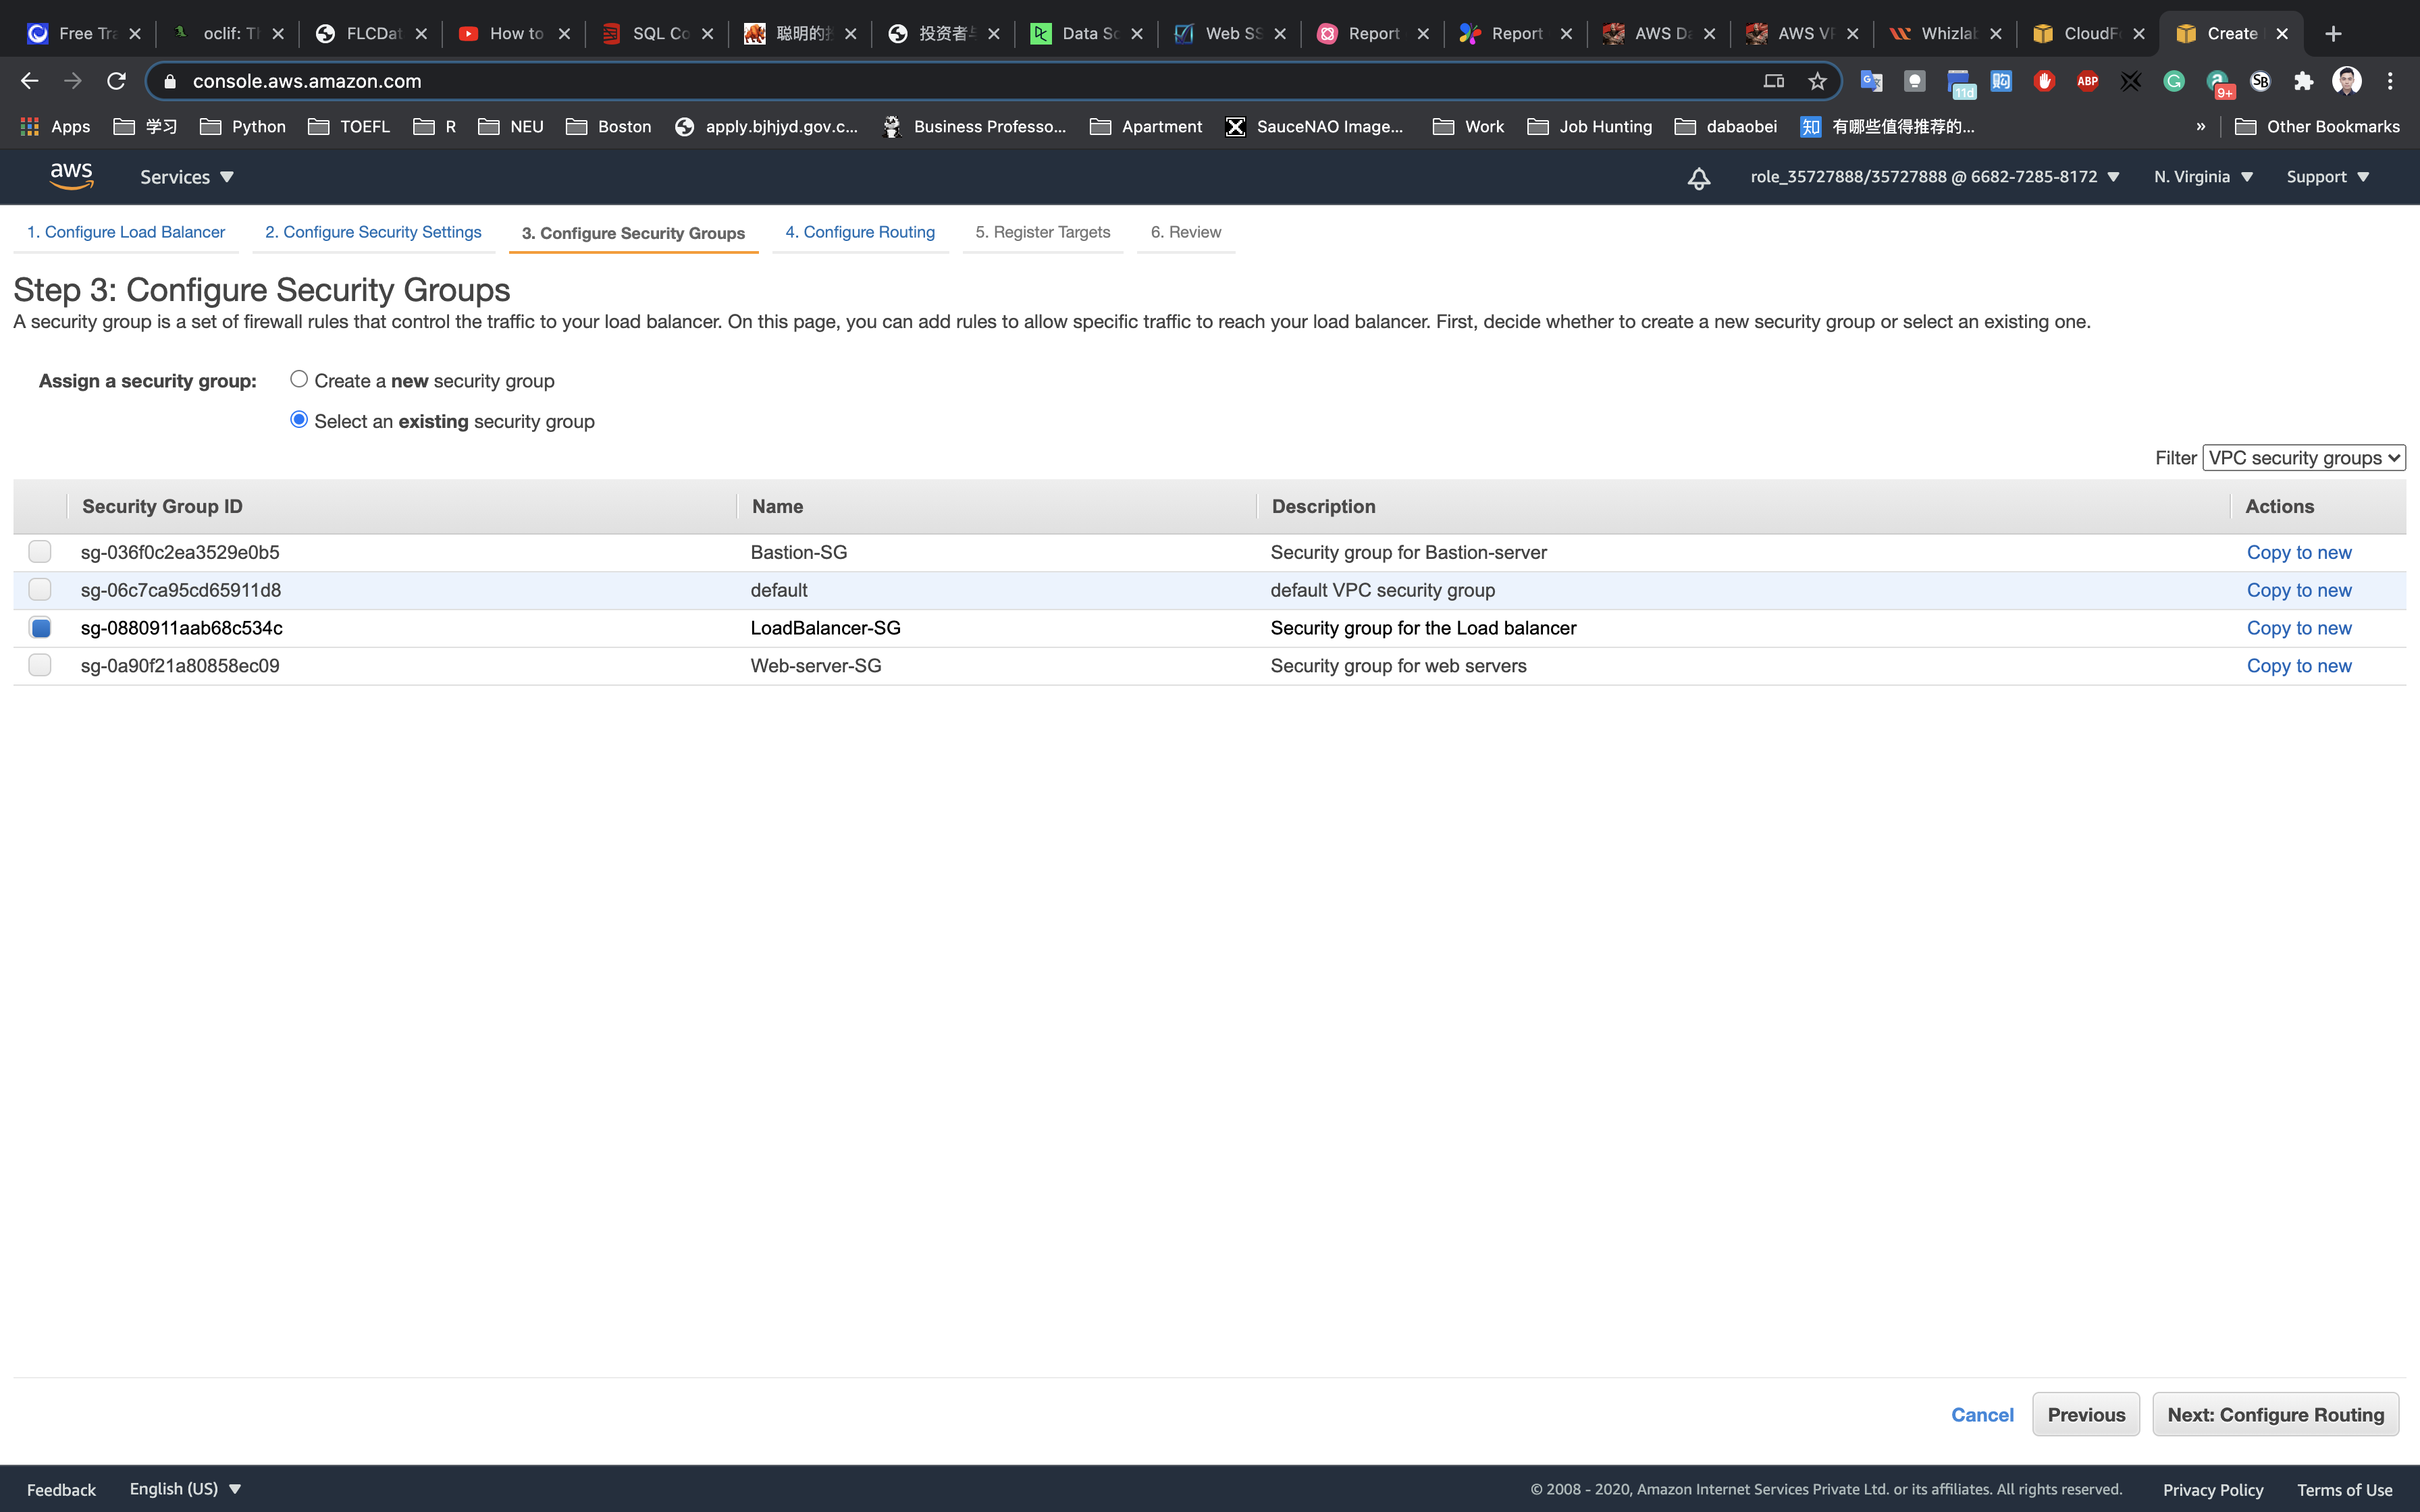 Free Tra oclif: Th FLCDat How to SQL Co 聪明的 投资者 Data Sc Web SS Report Report AWS Da AWS VP Whizlab CloudFo Create
console.aws.amazon.com 11d ABP 9+ SB
Apps 学习 Python TOEFL R NEU Boston apply.bjhjyd.gov.c... Business Professo... Apartment SauceNAO Image... Work Job Hunting dabaobei 有哪些值得推荐的... » Other Bookmarks
aws Services role_35727888/35727888 @ 6682-7285-8172 N. Virginia Support
1. Configure Load Balancer 2. Configure Security Settings 3. Configure Security Groups 4. Configure Routing 5. Register Targets 6. Review
Step 3: Configure Security Groups
A security group is a set of firewall rules that control the traffic to your load balancer. On this page, you can add rules to allow specific traffic to reach your load balancer. First, decide whether to create a new security group or select an existing one.
Assign a security group: Create a new security group
Select an existing security group
Filter VPC security groups
Security Group ID Name Description Actions
sg-036f0c2ea3529e0b5 Bastion-SG Security group for Bastion-server Copy to new
sg-06c7ca95cd65911d8 default default VPC security group Copy to new
sg-0880911aab68c534c LoadBalancer-SG Security group for the Load balancer Copy to new
sg-0a90f21a80858ec09 Web-server-SG Security group for web servers Copy to new
Cancel Previous Next: Configure Routing
Feedback English (US) © 2008 - 2020, Amazon Internet Services Private Ltd. or its affiliates. All rights reserved. Privacy Policy Terms of Use